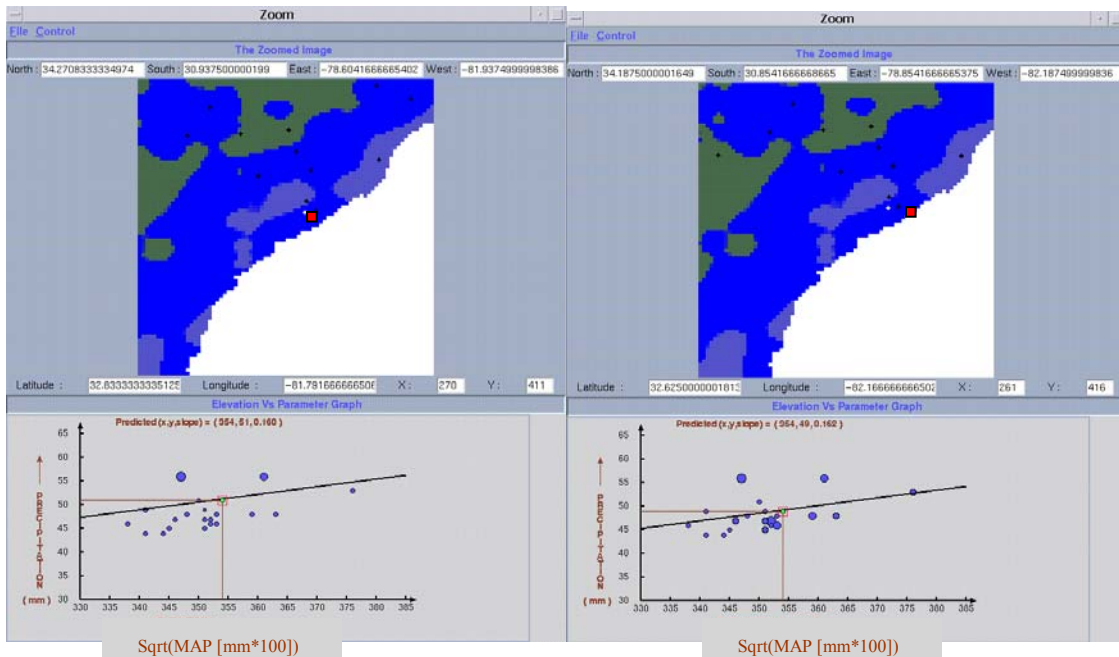 Zoom
File Control
The Zoomed Image
North : 34.2708333334974 South : 30.937500000199 East : -78.6041666665402 West : -81.9374999998386
Latitude : 32.8333333335125 Longitude : -81.791666666508 X : 270 Y : 411
Elevation Vs Parameter Graph
Predicted (x,y,slope) = ( 354, 51, 0.160 )
65
60
55
50
45
40
35
30
PRECIPITATION
( mm )
330 335 340 345 350 355 360 365 370 375 380 385
Sqrt(MAP [mm*100])
Zoom
File Control
The Zoomed Image
North : 34.1875000001649 South : 30.8541666668665 East : -78.8541666665375 West : -82.187499999836
Latitude : 32.6250000001813 Longitude : -82.166666666502 X : 261 Y : 416
Elevation Vs Parameter Graph
Predicted (x,y,slope) = ( 354, 49, 0.162 )
65
60
55
50
45
40
35
30
PRECIPITATION
( mm )
330 335 340 345 350 355 360 365 370 375 380 385
Sqrt(MAP [mm*100])